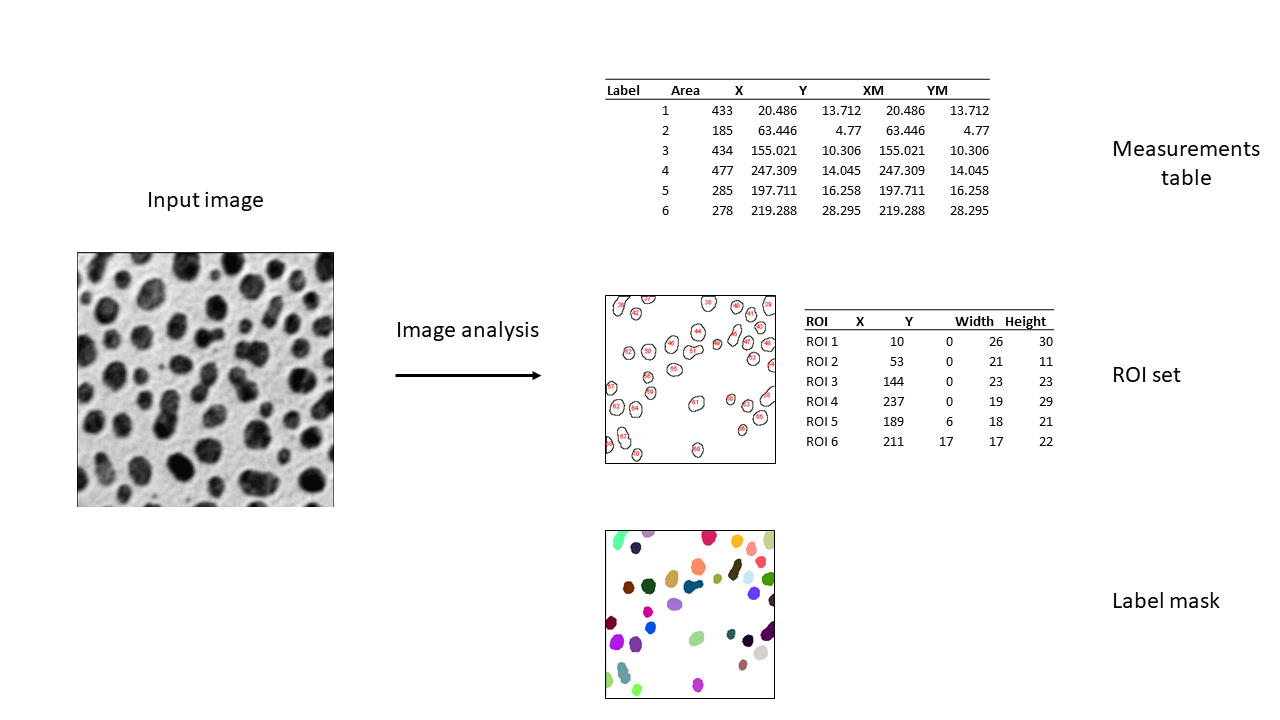 Label Area X Y XM YM
1 433 20.486 13.712 20.486 13.712
2 185 63.446 4.77 63.446 4.77
3 434 155.021 10.306 155.021 10.306
4 477 247.309 14.045 247.309 14.045
5 285 197.711 16.258 197.711 16.258
6 278 219.288 28.295 219.288 28.295
Measurements
table
Input image
Image analysis
ROI X Y Width Height
ROI 1 10 0 26 30
ROI 2 53 0 21 11
ROI 3 144 0 23 23
ROI 4 237 0 19 29
ROI 5 189 6 18 21
ROI 6 211 17 17 22
ROI set
Label mask